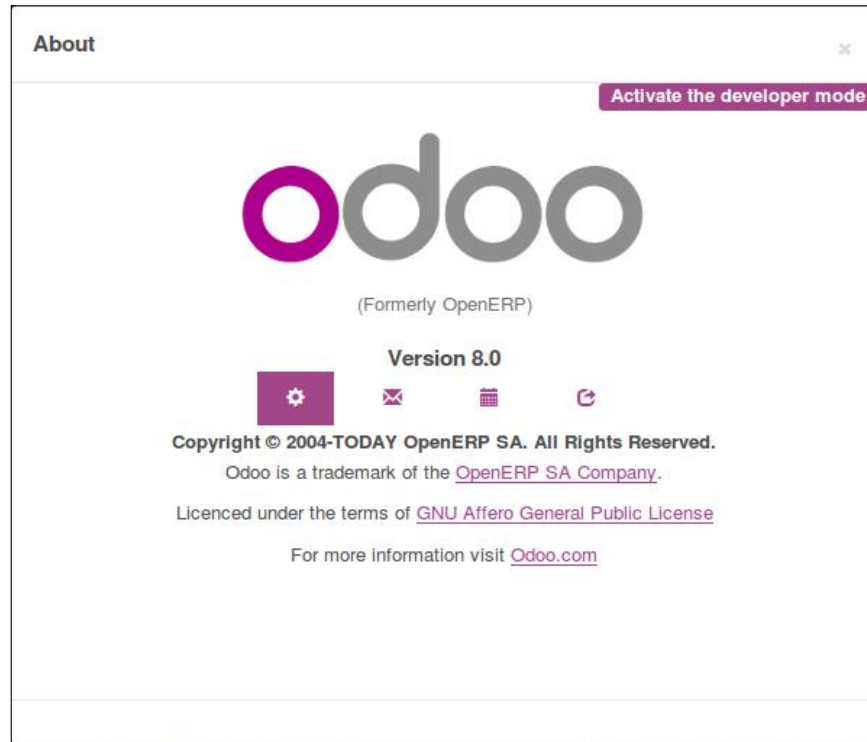 About
×
Activate the developer mode
odoo
(Formerly OpenERP)
Version 8.0
Copyright © 2004-TODAY OpenERP SA. All Rights Reserved.
Odoo is a trademark of the OpenERP SA Company.
Licenced under the terms of GNU Affero General Public License
For more information visit Odoo.com